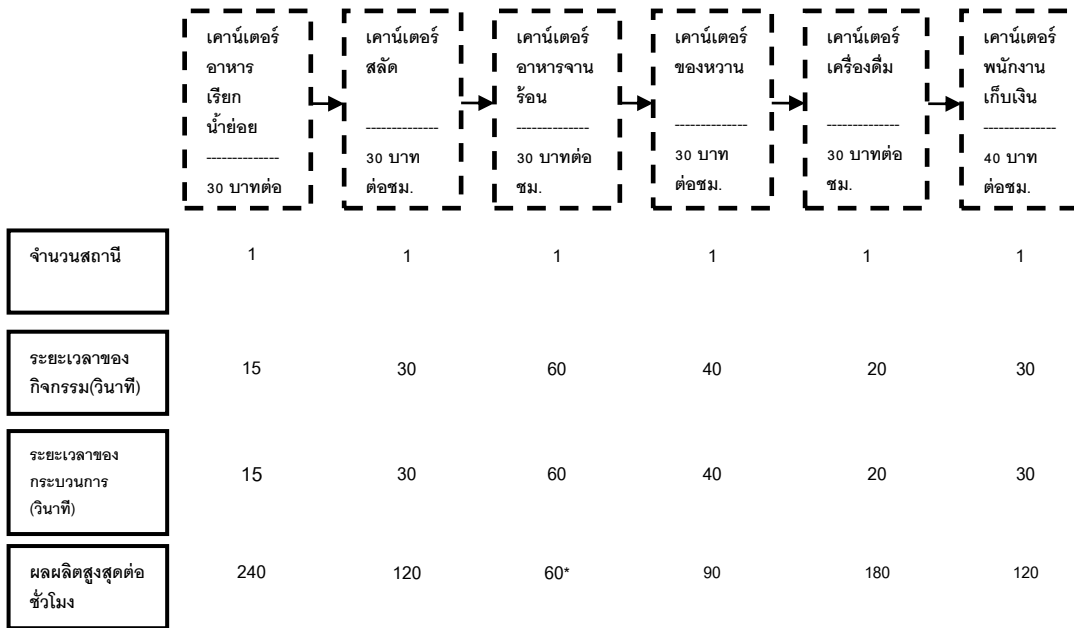 เคาน์เตอร์
อาหาร
เรียก
น้ำย่อย
--------------
30 บาทต่อ
เคาน์เตอร์
สลัด
--------------
30 บาท
ต่อชม.
เคาน์เตอร์
อาหารจาน
ร้อน
--------------
30 บาทต่อ
ชม.
เคาน์เตอร์
ของหวาน
--------------
30 บาท
ต่อชม.
เคาน์เตอร์
เครื่องดื่ม
--------------
30 บาทต่อ
ชม.
เคาน์เตอร์
พนักงาน
เก็บเงิน
--------------
40 บาท
ต่อชม.
จำนวนสถานี
1 1 1 1 1 1
ระยะเวลาของ
กิจกรรม(วินาที)
15 30 60 40 20 30
ระยะเวลาของ
กระบวนการ
(วินาที)
15 30 60 40 20 30
ผลผลิตสูงสุดต่อ
ชั่วโมง
240 120 60* 90 180 120